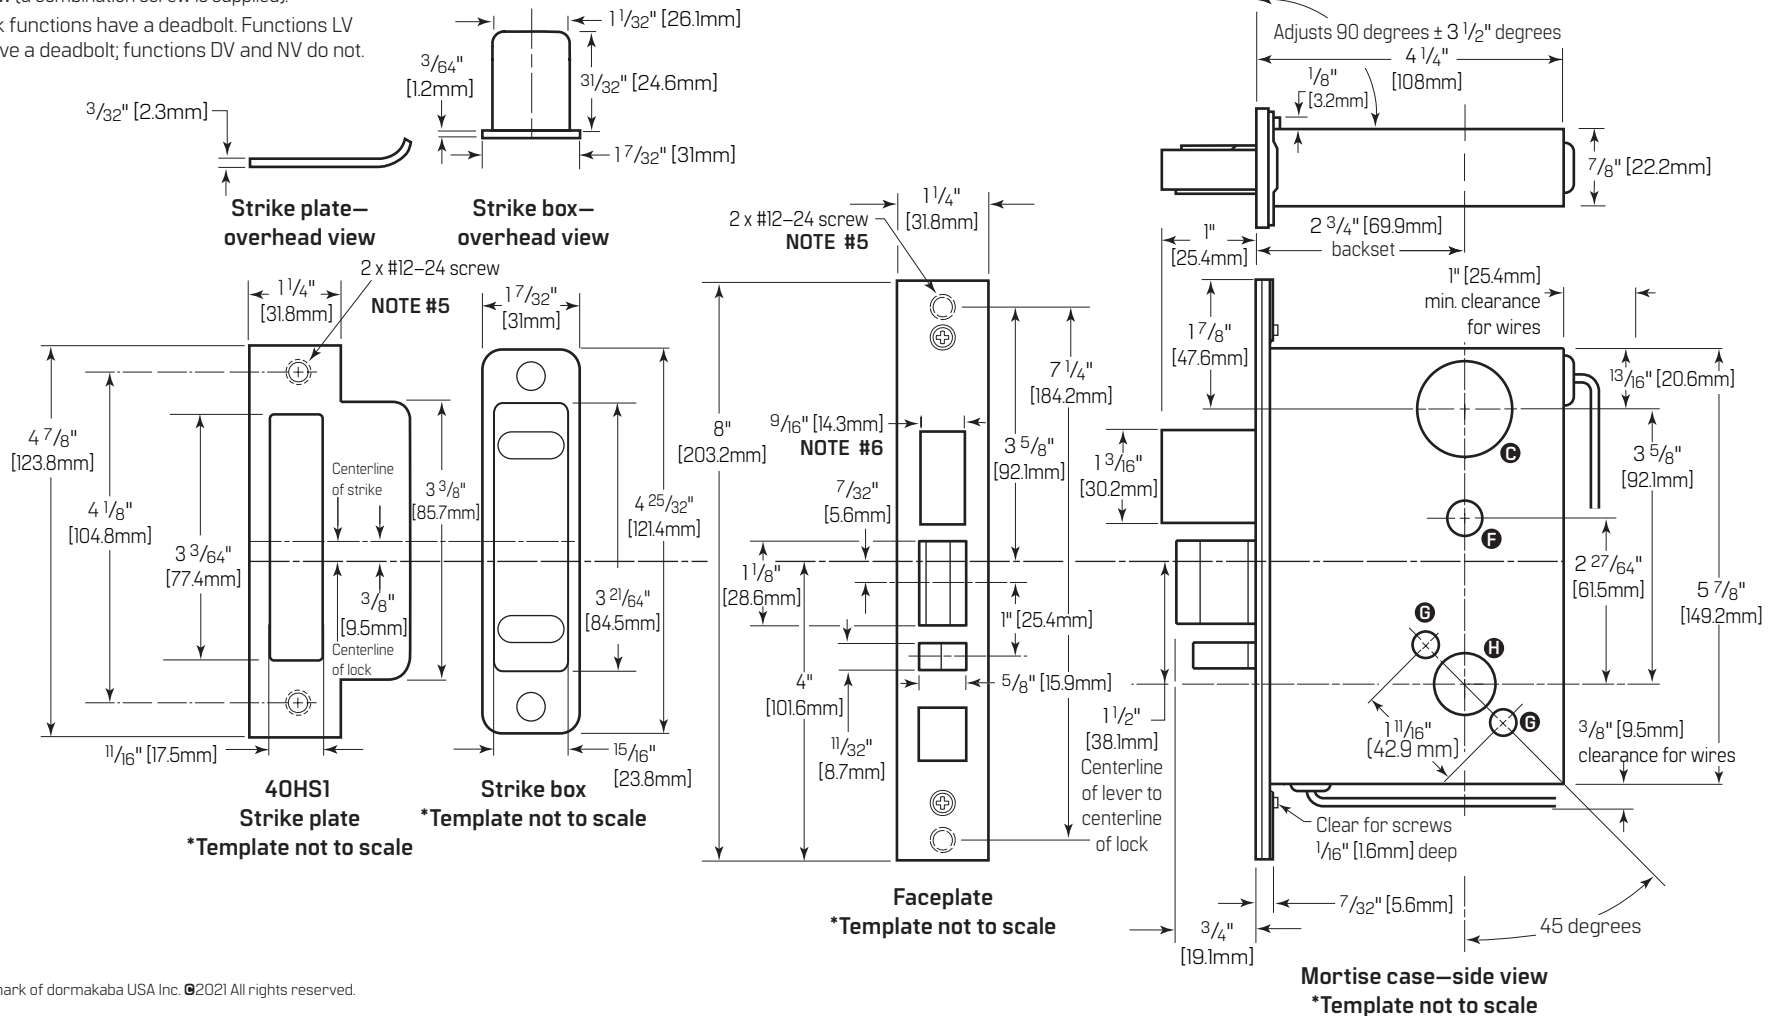 k functions have a deadbolt. Functions LV
ve a deadbolt; functions DV and NV do not.
3/32" [2.3mm]
3/64"
[1.2mm]
1 1/32" [26.1mm]
31/32" [24.6mm]
1 7/32" [31mm]
Strike plate—
overhead view
Strike box—
overhead view
2 x #12–24 screw
NOTE #5
1 1/4"
[31.8mm]
4 7/8"
[123.8mm]
4 1/8"
[104.8mm]
3 3/64"
[77.4mm]
Centerline
of strike
3/8"
[9.5mm]
Centerline
of lock
3 3/8"
[85.7mm]
11/16" [17.5mm]
40HS1
Strike plate
*Template not to scale
1 7/32"
[31mm]
4 25/32"
[121.4mm]
3 21/64"
[84.5mm]
15/16"
[23.8mm]
Strike box
*Template not to scale
1 1/4"
[31.8mm]
2 x #12–24 screw
NOTE #5
8"
[203.2mm]
9/16" [14.3mm]
NOTE #6
7 1/4"
[184.2mm]
3 5/8"
[92.1mm]
7/32"
[5.6mm]
1 1/8"
[28.6mm]
1" [25.4mm]
5/8" [15.9mm]
4"
[101.6mm]
11/32"
[8.7mm]
Faceplate
*Template not to scale
Adjusts 90 degrees ± 3 1/2" degrees
4 1/4"
[108mm]
1/8"
[3.2mm]
7/8" [22.2mm]
2 3/4" [69.9mm]
backset
1"
[25.4mm]
1" [25.4mm]
min. clearance
for wires
1 7/8"
[47.6mm]
13/16" [20.6mm]
1 3/16"
[30.2mm]
C
3 5/8"
[92.1mm]
F
2 27/64"
[61.5mm]
5 7/8"
[149.2mm]
G
H
G
1 11/16"
(42.9 mm)
1 1/2"
[38.1mm]
Centerline
of lever to
centerline
of lock
3/8" [9.5mm]
clearance for wires
Clear for screws
1/16" [1.6mm] deep
7/32" [5.6mm]
3/4"
[19.1mm]
45 degrees
Mortise case—side view
*Template not to scale
mark of dormakaba USA Inc. ©2021 All rights reserved.